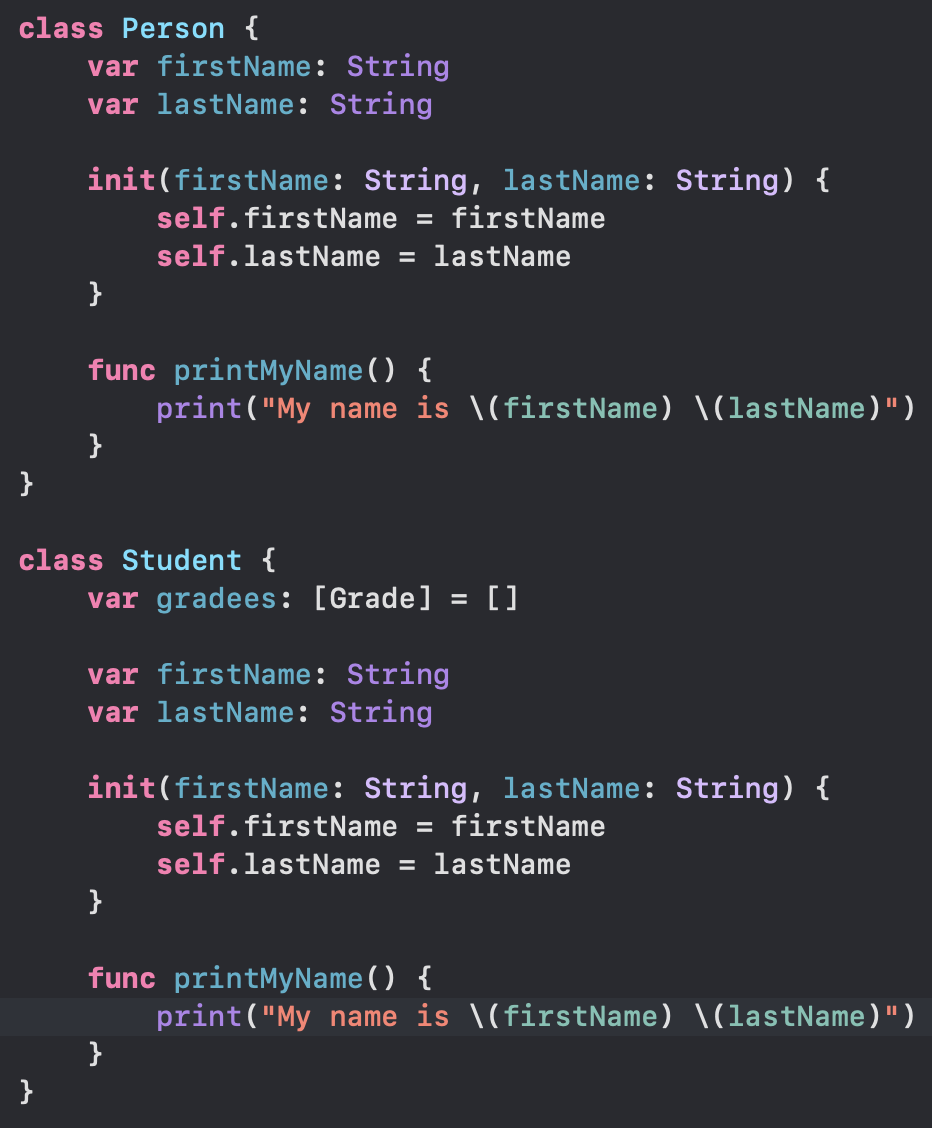 class Person {
    var firstName: String
    var lastName: String

    init(firstName: String, lastName: String) {
        self.firstName = firstName
        self.lastName = lastName
    }

    func printMyName() {
        print("My name is \(firstName) \(lastName)")
    }
}

class Student {
    var gradees: [Grade] = []

    var firstName: String
    var lastName: String

    init(firstName: String, lastName: String) {
        self.firstName = firstName
        self.lastName = lastName
    }

    func printMyName() {
        print("My name is \(firstName) \(lastName)")
    }
}